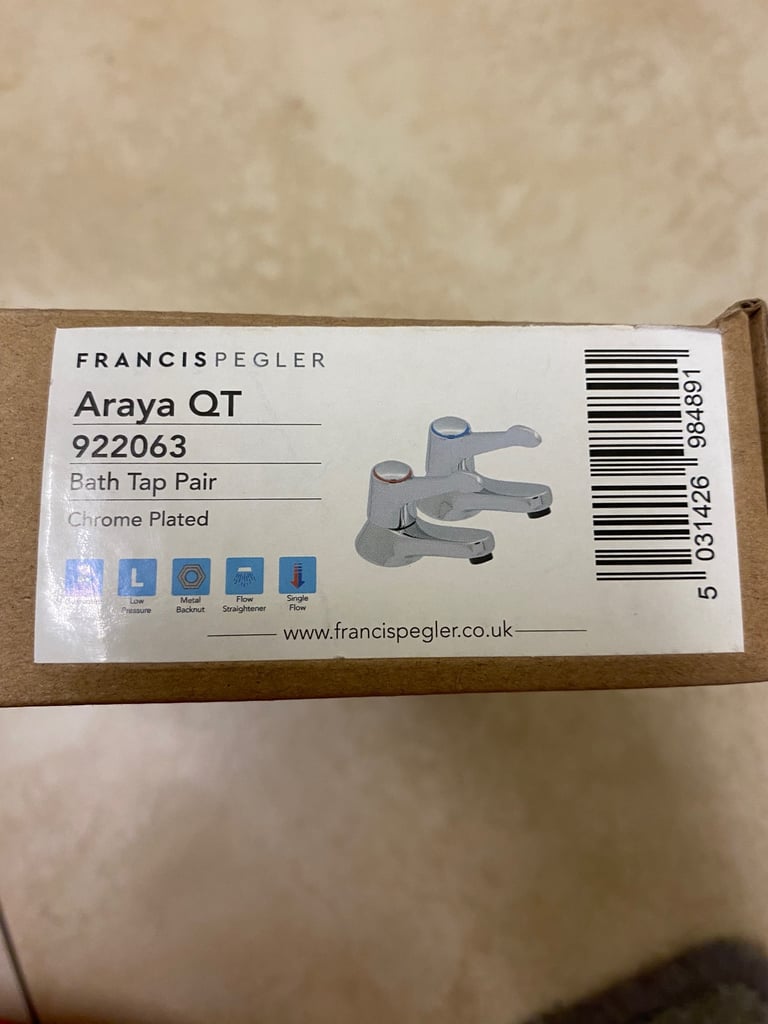 FRANCISPEGLER
Araya QT
922063
Bath Tap Pair
Chrome Plated
L
Low
Pressure
Metal
Backnut
Flow
Straightener
Single
Flow
www.francispegler.co.uk
5 031426 984891